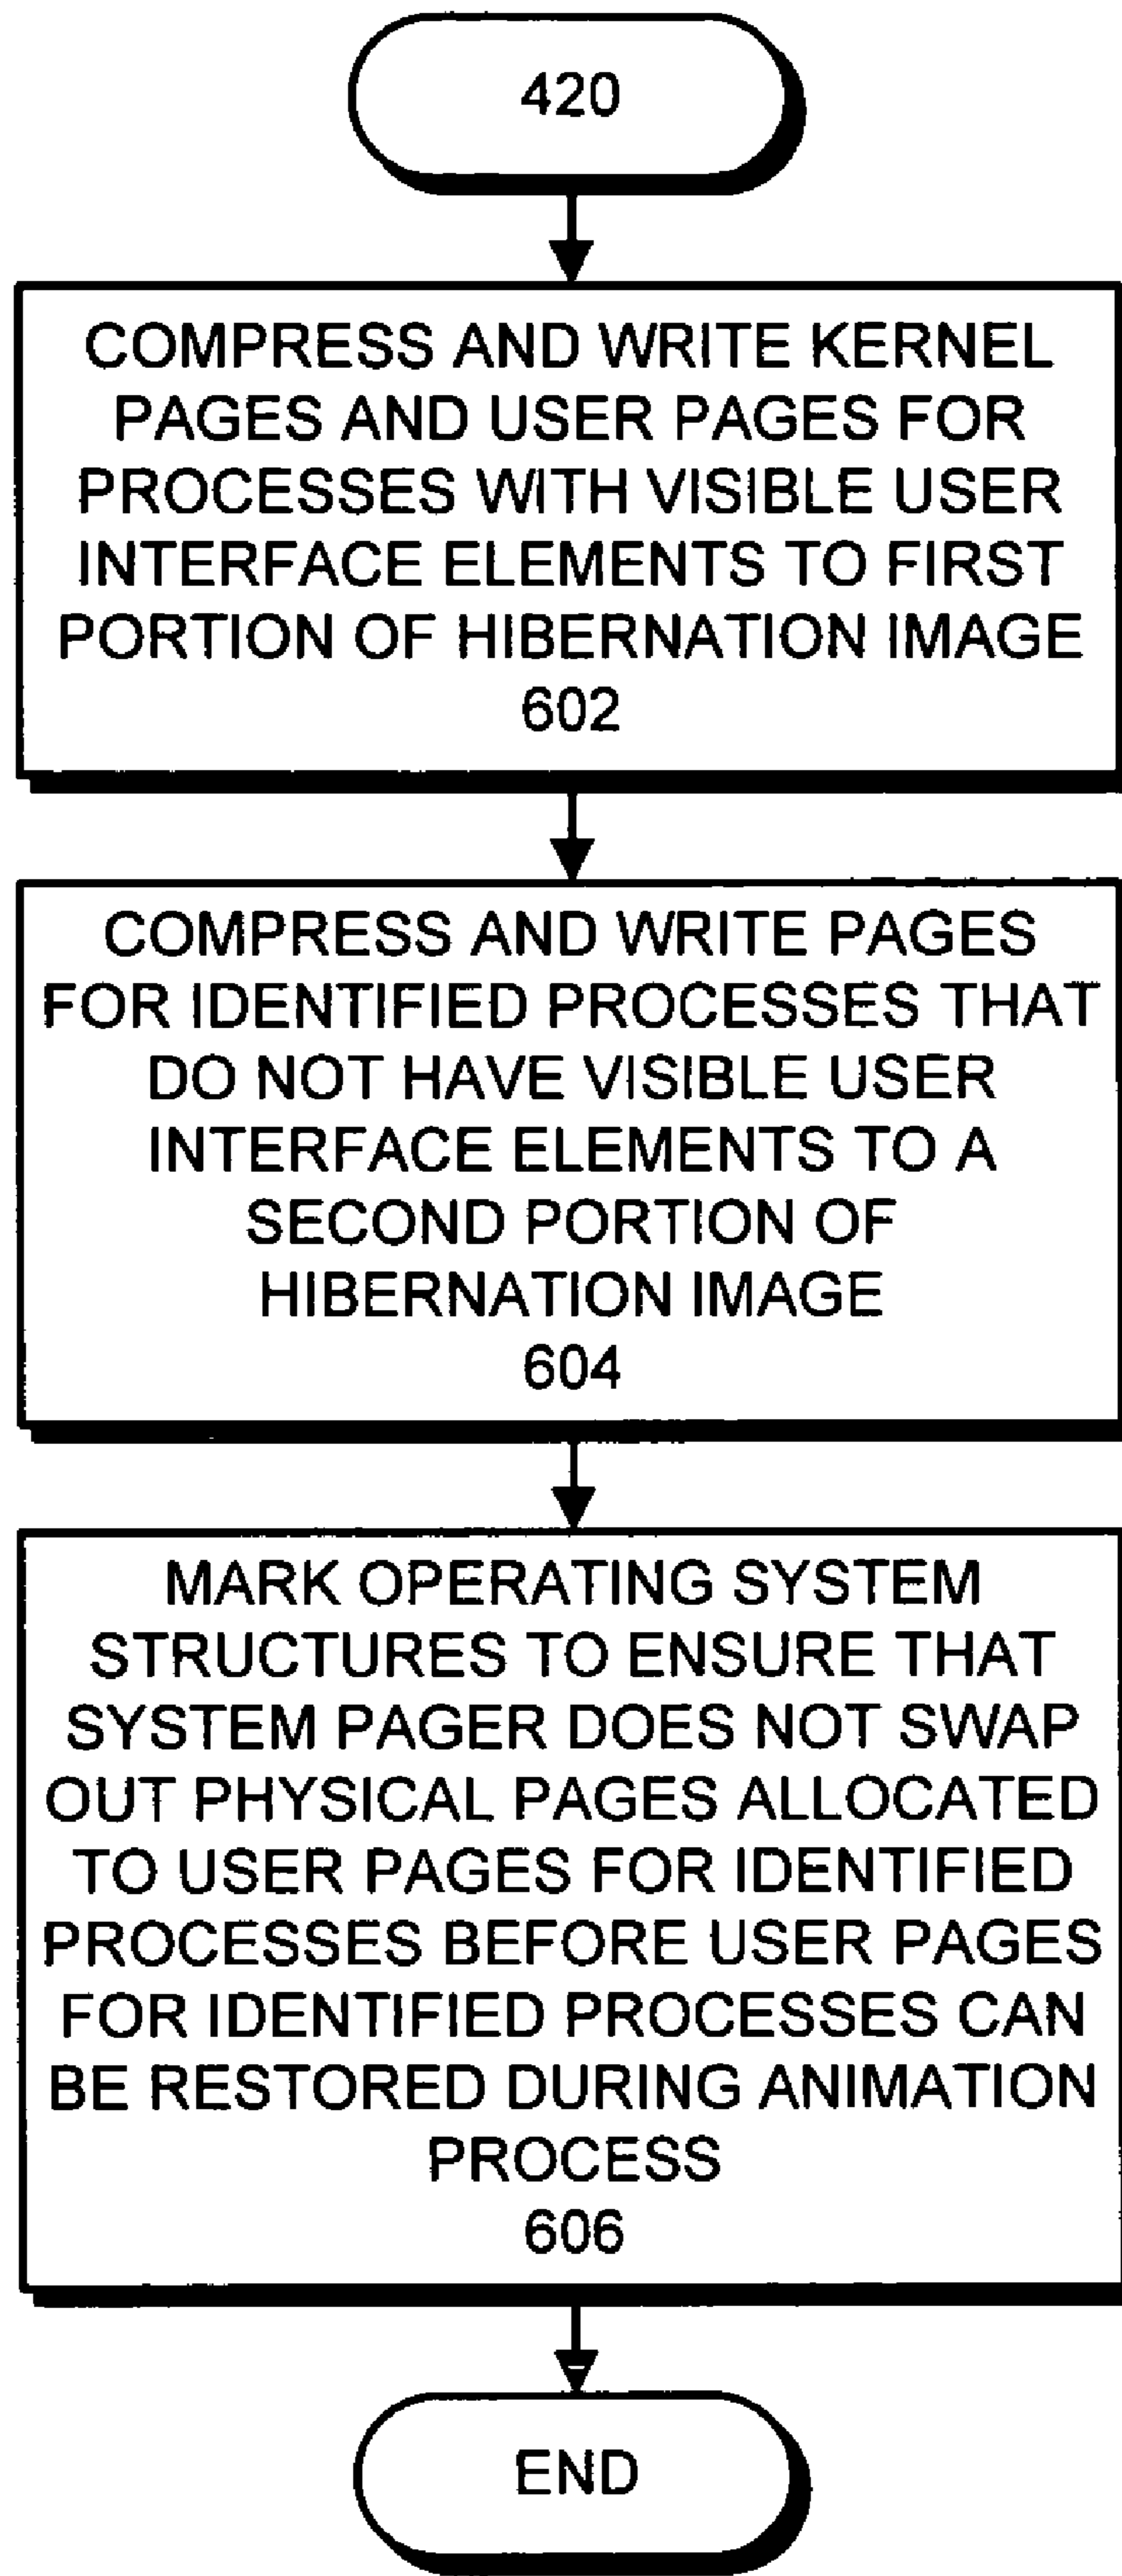 420
COMPRESS AND WRITE KERNEL
PAGES AND USER PAGES FOR
PROCESSES WITH VISIBLE USER
INTERFACE ELEMENTS TO FIRST
PORTION OF HIBERNATION IMAGE
602
COMPRESS AND WRITE PAGES
FOR IDENTIFIED PROCESSES THAT
DO NOT HAVE VISIBLE USER
INTERFACE ELEMENTS TO A
SECOND PORTION OF
HIBERNATION IMAGE
604
MARK OPERATING SYSTEM
STRUCTURES TO ENSURE THAT
SYSTEM PAGER DOES NOT SWAP
OUT PHYSICAL PAGES ALLOCATED
TO USER PAGES FOR IDENTIFIED
PROCESSES BEFORE USER PAGES
FOR IDENTIFIED PROCESSES CAN
BE RESTORED DURING ANIMATION
PROCESS
606
END